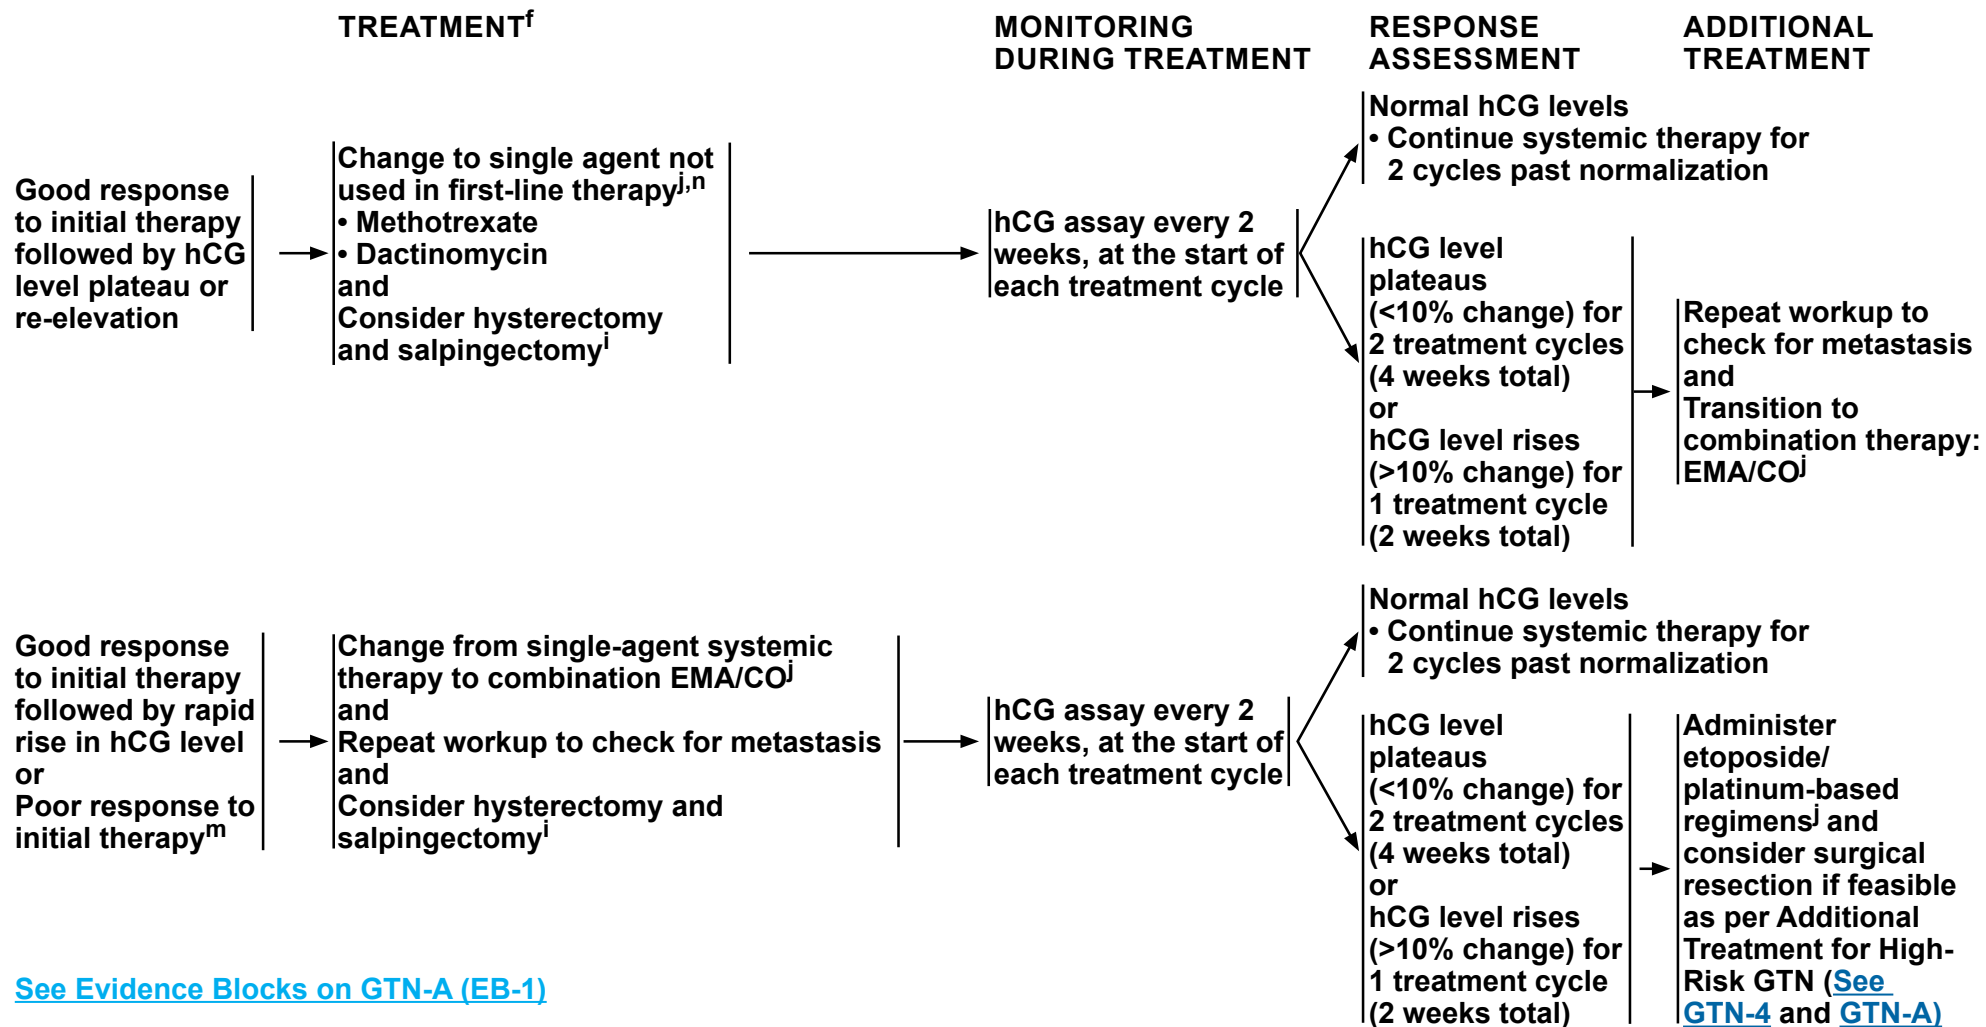 TREATMENTf
MONITORING
DURING TREATMENT
RESPONSE
ASSESSMENT
ADDITIONAL
TREATMENT
Good response
to initial therapy
followed by hCG
level plateau or
re-elevation
Change to single agent not
used in first-line therapyj,n
• Methotrexate
• Dactinomycin
and
Consider hysterectomy
and salpingectomyi
hCG assay every 2
weeks, at the start of
each treatment cycle
Normal hCG levels
• Continue systemic therapy for
2 cycles past normalization
hCG level
plateaus
(<10% change) for
2 treatment cycles
(4 weeks total)
or
hCG level rises
(>10% change) for
1 treatment cycle
(2 weeks total)
Repeat workup to
check for metastasis
and
Transition to
combination therapy:
EMA/COj
Good response
to initial therapy
followed by rapid
rise in hCG level
or
Poor response to
initial therapym
Change from single-agent systemic
therapy to combination EMA/COj
and
Repeat workup to check for metastasis
and
Consider hysterectomy and
salpingectomyi
hCG assay every 2
weeks, at the start of
each treatment cycle
Normal hCG levels
• Continue systemic therapy for
2 cycles past normalization
hCG level
plateaus
(<10% change) for
2 treatment cycles
(4 weeks total)
or
hCG level rises
(>10% change) for
1 treatment cycle
(2 weeks total)
Administer
etoposide/
platinum-based
regimensj and
consider surgical
resection if feasible
as per Additional
Treatment for High-
Risk GTN (See
GTN-4 and GTN-A)
See Evidence Blocks on GTN-A (EB-1)